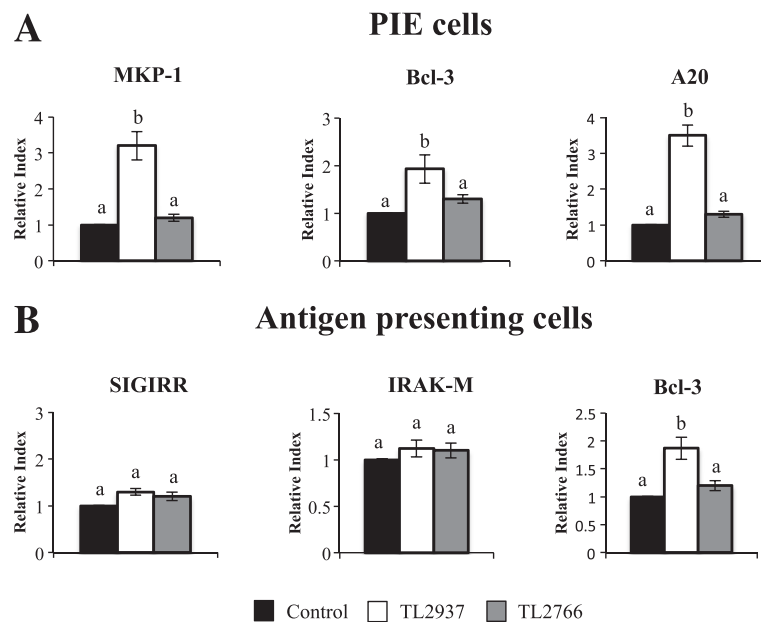 A
PIE cells
MKP-1
Bcl-3
A20
Relative Index
4
3
2
1
0
a
b
a
Relative Index
3
2
1
0
a
b
a
Relative Index
4
3
2
1
0
a
b
a
B
Antigen presenting cells
SIGIRR
IRAK-M
Bcl-3
Relative Index
3
2
1
0
a
a
a
Relative Index
1.5
1
0.5
0
a
a
a
Relative Index
2.5
2
1.5
1
0.5
0
a
b
a
Control TL2937 TL2766